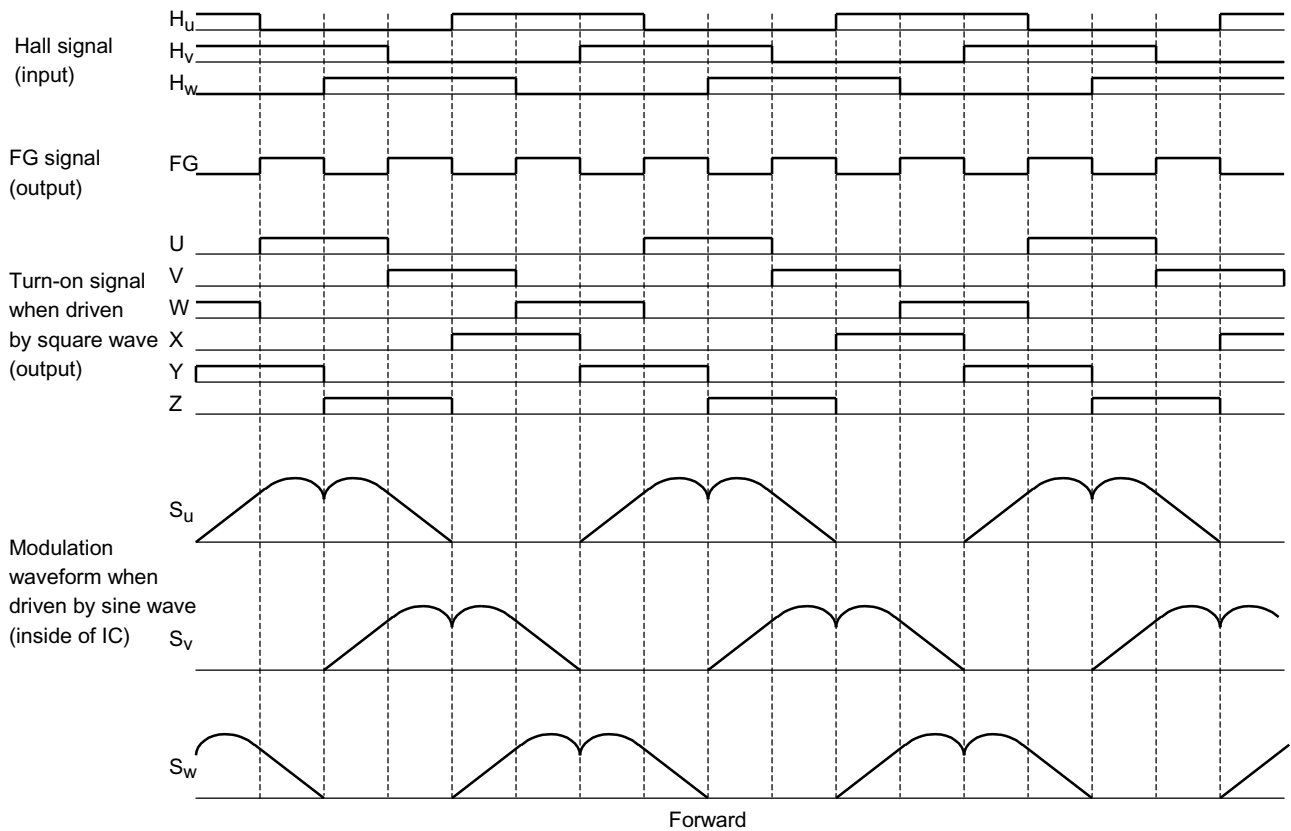 Hall signal
(input)
Hu
Hv
Hw
FG signal
(output)
FG
Turn-on signal
when driven
by square wave
(output)
U
V
W
X
Y
Z
Modulation
waveform when
driven by sine wave
(inside of IC)
Su
Sv
Sw
Forward